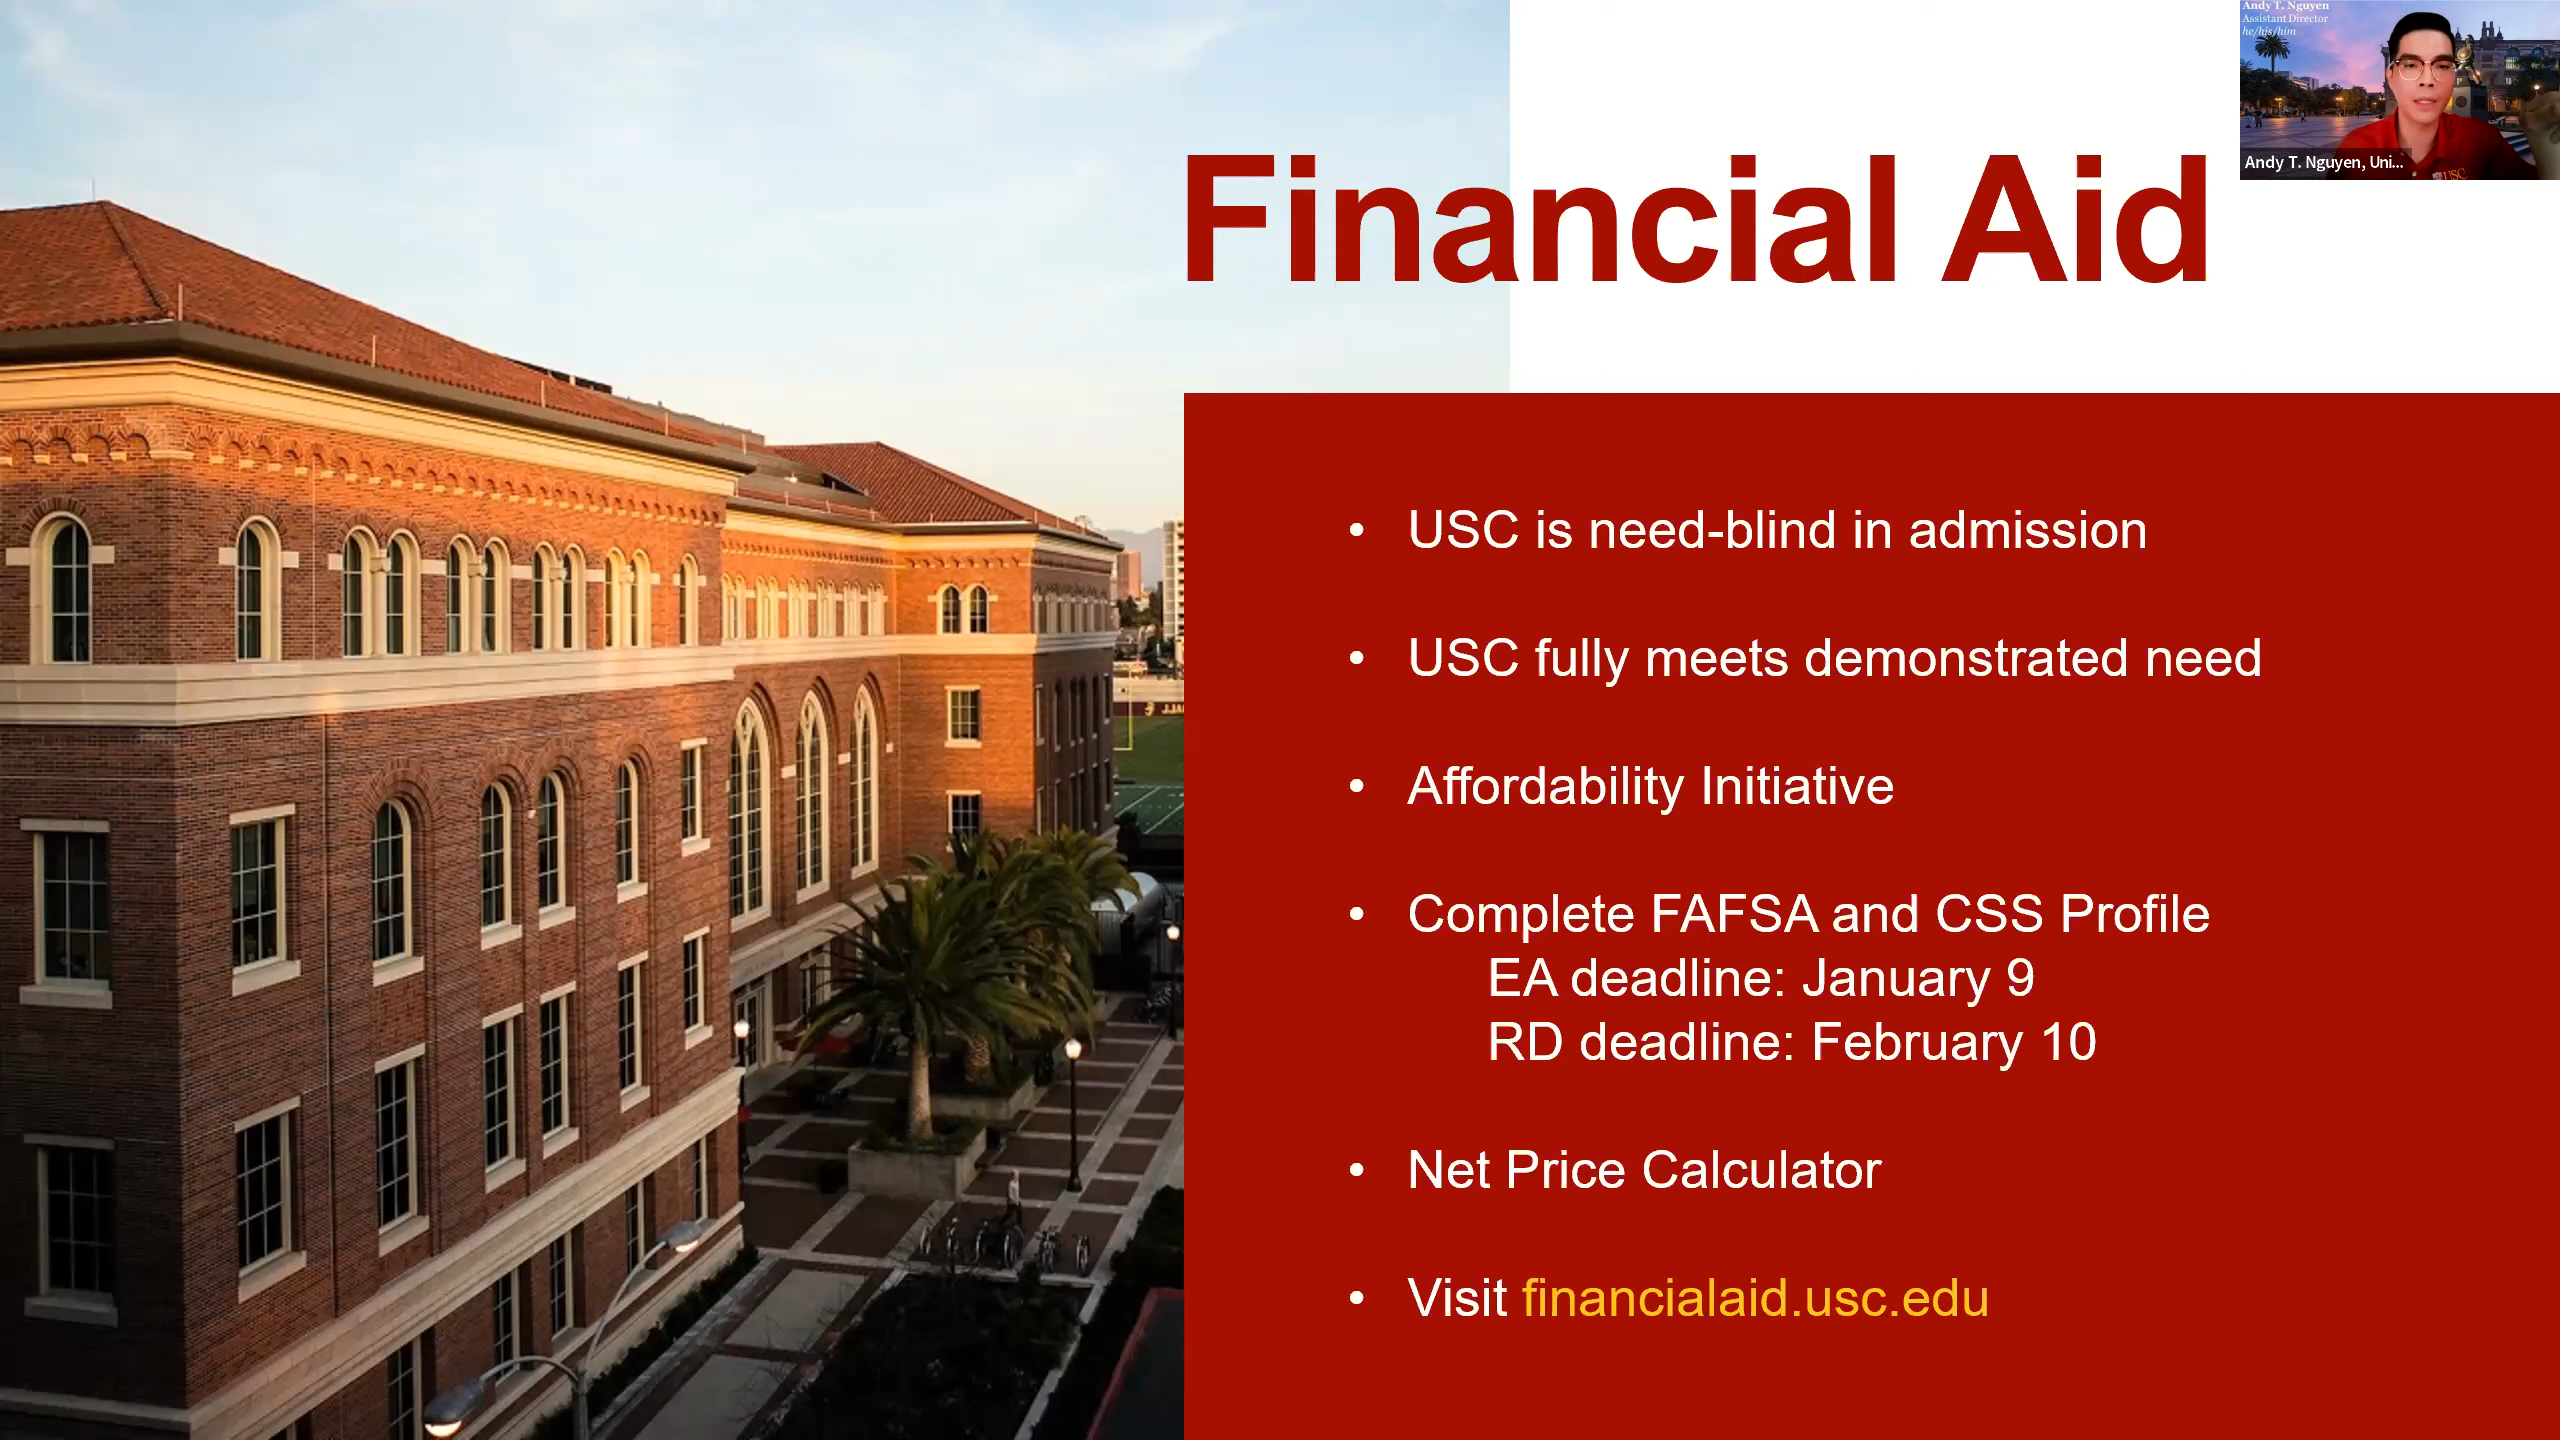 Financial Aid
Andy T. Nguyen
Assistant Director
he/his/him
Andy T. Nguyen, Uni...
USC
• USC is need-blind in admission
• USC fully meets demonstrated need
• Affordability Initiative
• Complete FAFSA and CSS Profile
EA deadline: January 9
RD deadline: February 10
• Net Price Calculator
• Visit financialaid.usc.edu